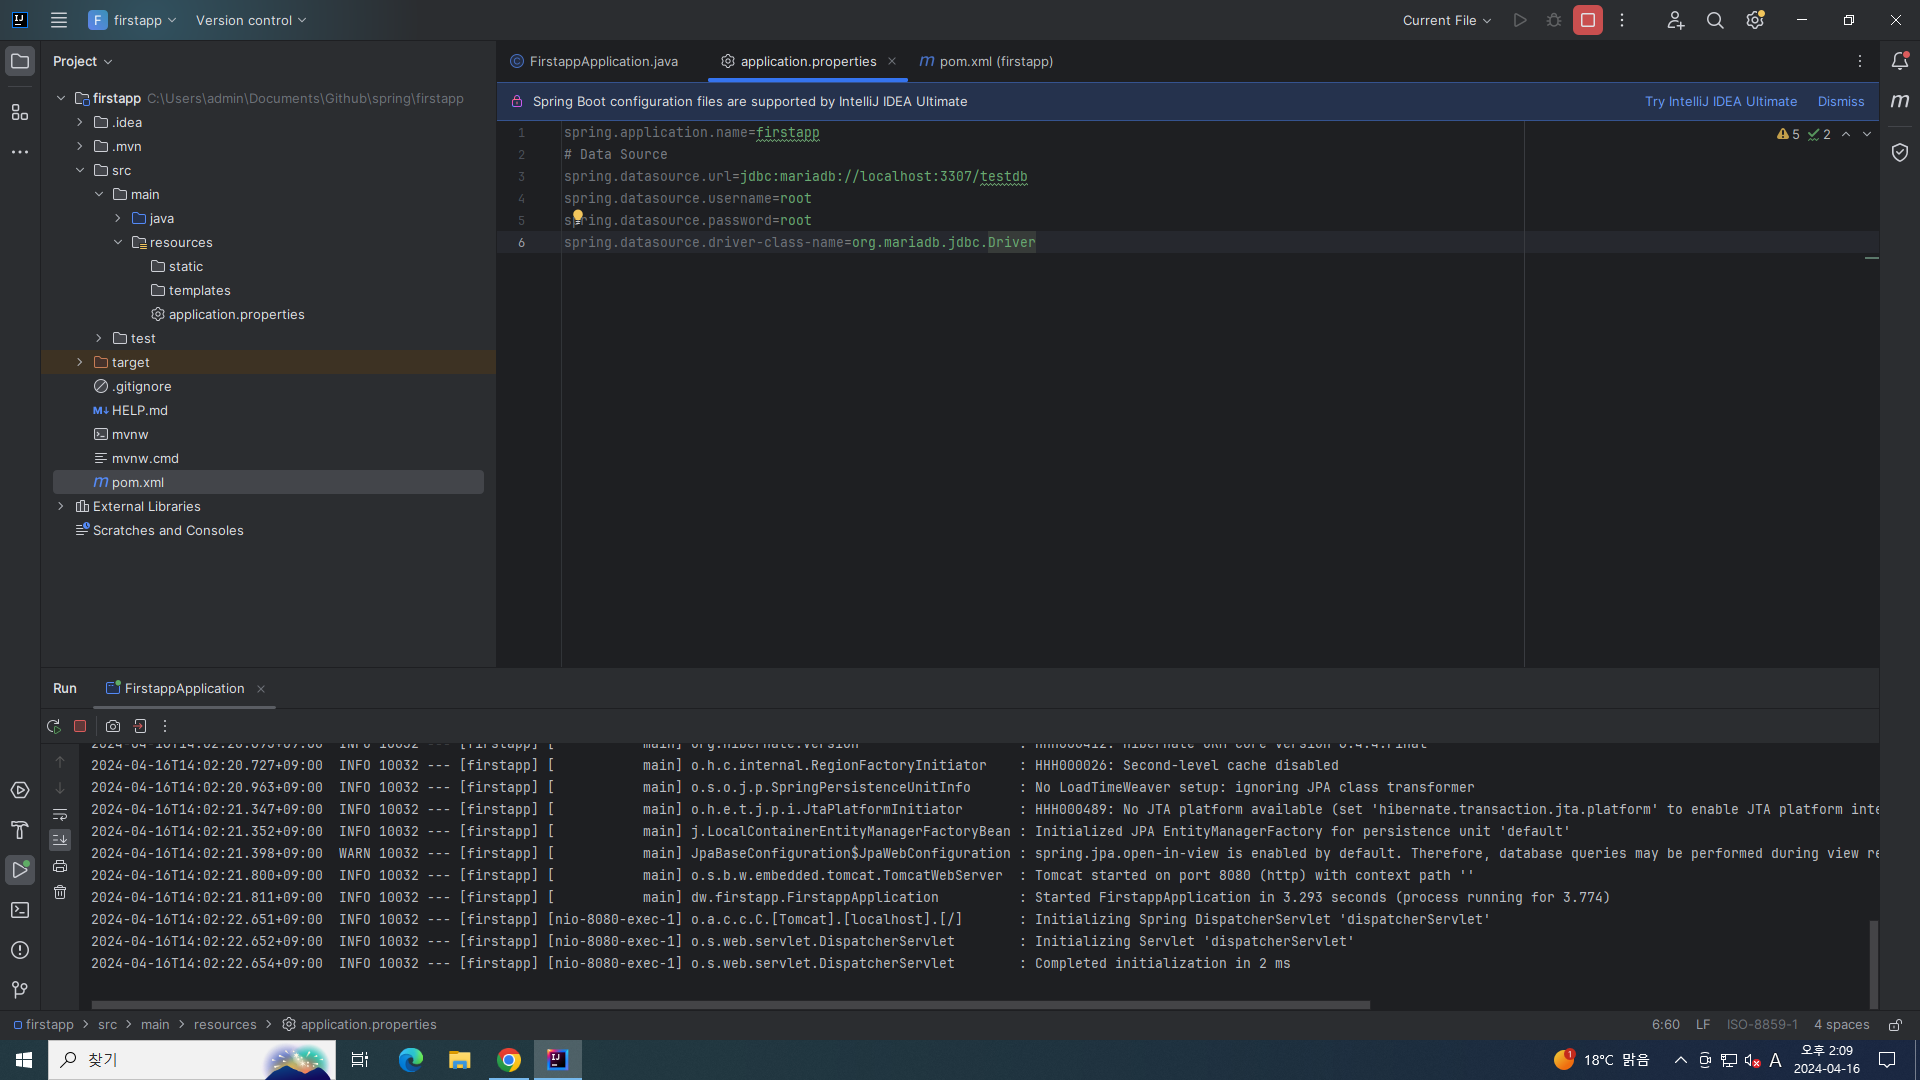 F firstapp Version control Current File
Project
firstapp C:\Users\admin\Documents\Github\spring\firstapp
.idea
.mvn
src
main
java
resources
static
templates
application.properties
test
target
.gitignore
HELP.md
mvnw
mvnw.cmd
pom.xml
External Libraries
Scratches and Consoles
FirstappApplication.java application.properties pom.xml (firstapp)
Spring Boot configuration files are supported by IntelliJ IDEA Ultimate Try IntelliJ IDEA Ultimate Dismiss
5 2
1 spring.application.name=firstapp
2 # Data Source
3 spring.datasource.url=jdbc:mariadb://localhost:3307/testdb
4 spring.datasource.username=root
5 spring.datasource.password=root
6 spring.datasource.driver-class-name=org.mariadb.jdbc.Driver
Run FirstappApplication
2024-04-16T14:02:20.727+09:00 INFO 10032 --- [firstapp] [ main] o.h.c.internal.RegionFactoryInitiator : HHH000026: Second-level cache disabled
2024-04-16T14:02:20.963+09:00 INFO 10032 --- [firstapp] [ main] o.s.o.j.p.SpringPersistenceUnitInfo : No LoadTimeWeaver setup: ignoring JPA class transformer
2024-04-16T14:02:21.347+09:00 INFO 10032 --- [firstapp] [ main] o.h.e.t.j.p.i.JtaPlatformInitiator : HHH000489: No JTA platform available (set 'hibernate.transaction.jta.platform' to enable JTA platform inte
2024-04-16T14:02:21.352+09:00 INFO 10032 --- [firstapp] [ main] j.LocalContainerEntityManagerFactoryBean : Initialized JPA EntityManagerFactory for persistence unit 'default'
2024-04-16T14:02:21.398+09:00 WARN 10032 --- [firstapp] [ main] JpaBaseConfiguration$JpaWebConfiguration : spring.jpa.open-in-view is enabled by default. Therefore, database queries may be performed during view re
2024-04-16T14:02:21.800+09:00 INFO 10032 --- [firstapp] [ main] o.s.b.w.embedded.tomcat.TomcatWebServer : Tomcat started on port 8080 (http) with context path ''
2024-04-16T14:02:21.811+09:00 INFO 10032 --- [firstapp] [ main] dw.firstapp.FirstappApplication : Started FirstappApplication in 3.293 seconds (process running for 3.774)
2024-04-16T14:02:22.651+09:00 INFO 10032 --- [firstapp] [nio-8080-exec-1] o.a.c.c.C.[Tomcat].[localhost].[/] : Initializing Spring DispatcherServlet 'dispatcherServlet'
2024-04-16T14:02:22.652+09:00 INFO 10032 --- [firstapp] [nio-8080-exec-1] o.s.web.servlet.DispatcherServlet : Initializing Servlet 'dispatcherServlet'
2024-04-16T14:02:22.654+09:00 INFO 10032 --- [firstapp] [nio-8080-exec-1] o.s.web.servlet.DispatcherServlet : Completed initialization in 2 ms
firstapp > src > main > resources > application.properties 6:60 LF ISO-8859-1 4 spaces
찾기 1 18°C 맑음 A 오후 2:09
2024-04-16